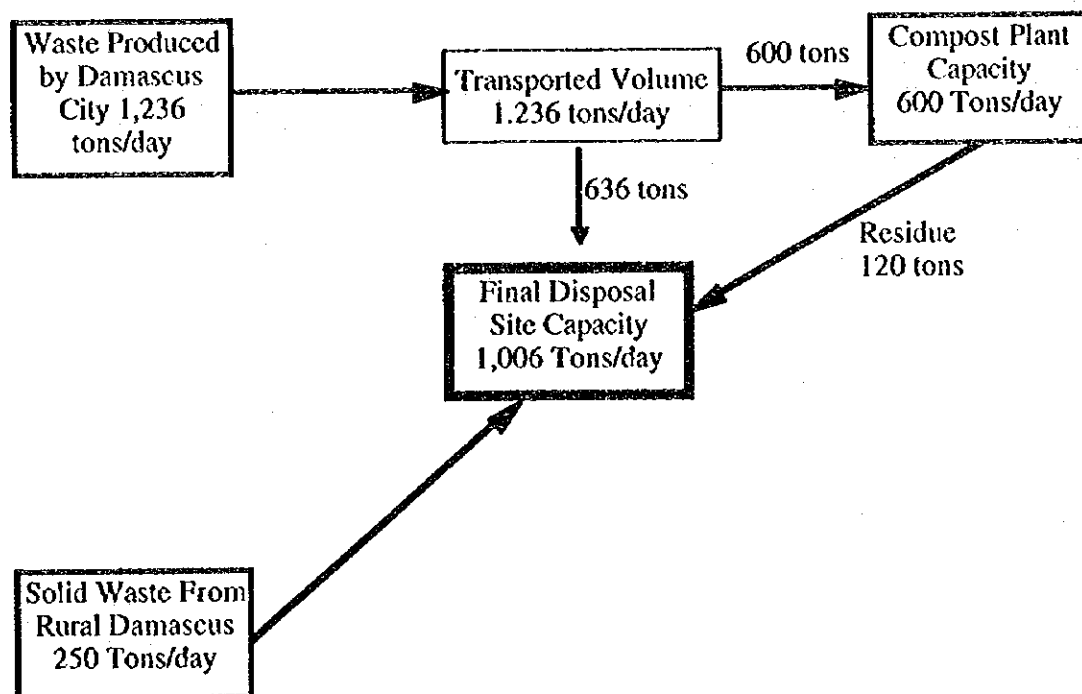 Waste Produced
by Damascus
City 1,236
tons/day
Transported Volume
1.236 tons/day
600 tons
Compost Plant
Capacity
600 Tons/day
636 tons
Residue
120 tons
Final Disposal
Site Capacity
1,006 Tons/day
Solid Waste From
Rural Damascus
250 Tons/day